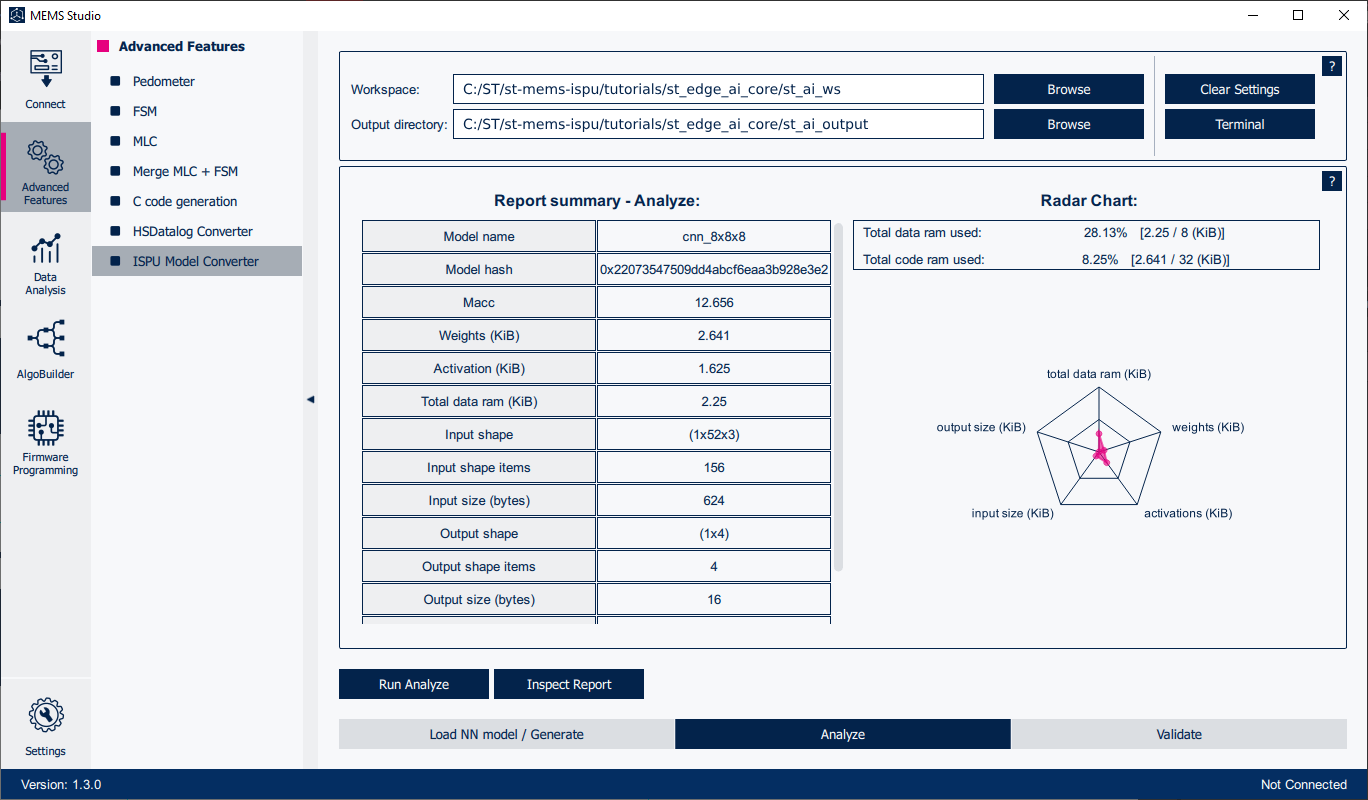 MEMS Studio
Connect
Advanced
Features
Data
Analysis
AlgoBuilder
Firmware
Programming
Settings
Advanced Features
Pedometer
FSM
MLC
Merge MLC + FSM
C code generation
HSDatalog Converter
ISPU Model Converter
?
Workspace: C:/ST/st-mems-ispu/tutorials/st_edge_ai_core/st_ai_ws Browse Clear Settings
Output directory: C:/ST/st-mems-ispu/tutorials/st_edge_ai_core/st_ai_output Browse Terminal
?
Report summary - Analyze:
Model name cnn_8x8x8
Model hash 0x22073547509dd4abcf6eaa3b928e3e2
Macc 12.656
Weights (KiB) 2.641
Activation (KiB) 1.625
Total data ram (KiB) 2.25
Input shape (1x52x3)
Input shape items 156
Input size (bytes) 624
Output shape (1x4)
Output shape items 4
Output size (bytes) 16
Radar Chart:
Total data ram used: 28.13% [2.25 / 8 (KiB)]
Total code ram used: 8.25% [2.641 / 32 (KiB)]
total data ram (KiB)
output size (KiB)
weights (KiB)
input size (KiB)
activations (KiB)
Run Analyze Inspect Report
Load NN model / Generate Analyze Validate
Version: 1.3.0 Not Connected